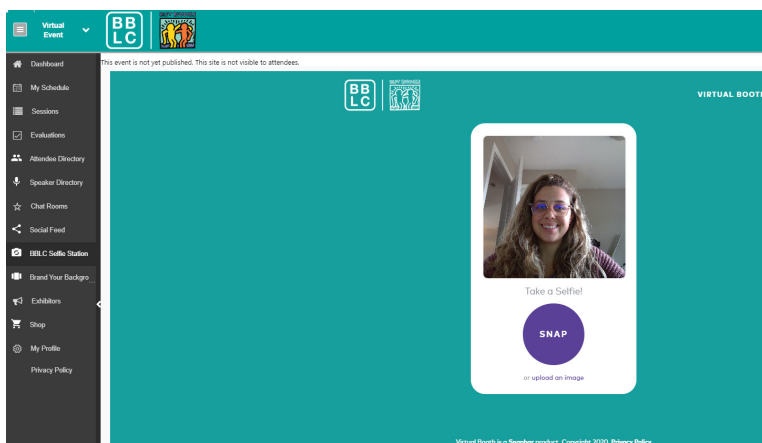 Virtual
Event
BB
LC
Dashboard
This event is not yet published. This site is not visible to attendees.
My Schedule
Sessions
Evaluations
Attendee Directory
Speaker Directory
Chat Rooms
Social Feed
BBLC Selfie Station
Brand Your Backgro...
Exhibitors
Shop
My Profile
Privacy Policy
BB
LC
VIRTUAL BOOTH
Take a Selfie!
SNAP
or upload an image
Virtual Booth is a Snapbar product. Copyright 2020. Privacy Policy